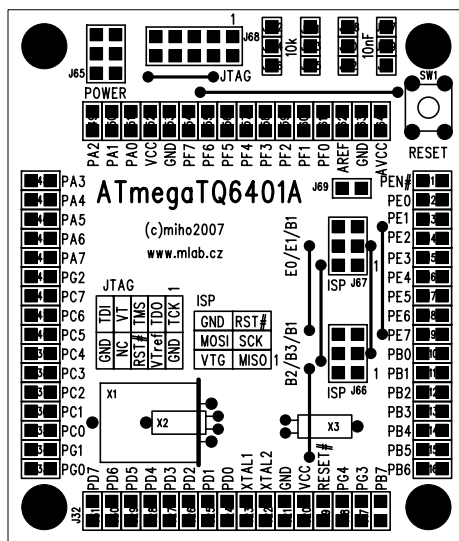 1
J68
J65
JTAG
POWER
10k
10nF
SW1
RESET
PA2
PA1
PA0
VCC
GND
PF7
PF6
PF5
PF4
PF3
PF2
PF1
PF0
AREF
GND
AVCC
ATmegaTQ6401A
(c)miho2007
www.mlab.cz
J69
PA3
PA4
PA5
PA6
PA7
PG2
PC7
PC6
PC5
PC4
PC3
PC2
PC1
PC0
PG1
PG0
PEN#
PE0
PE1
PE2
PE3
PE4
PE5
PE6
PE7
PB0
PB1
PB2
PB3
PB4
PB5
PB6
E0/E1/B1
ISP
J67
1
B2/B3/B1
ISP
J66
1
JTAG
TDI VT TMS TDO TCK 1
GND NC RST# VTref GND
ISP
GND RST#
MOSI SCK
VTG MISO 1
X1
X2
X3
J32
PD7
PD6
PD5
PD4
PD3
PD2
PD1
PD0
XTAL1
XTAL2
GND
VCC
RESET#
PG4
PG3
PB7